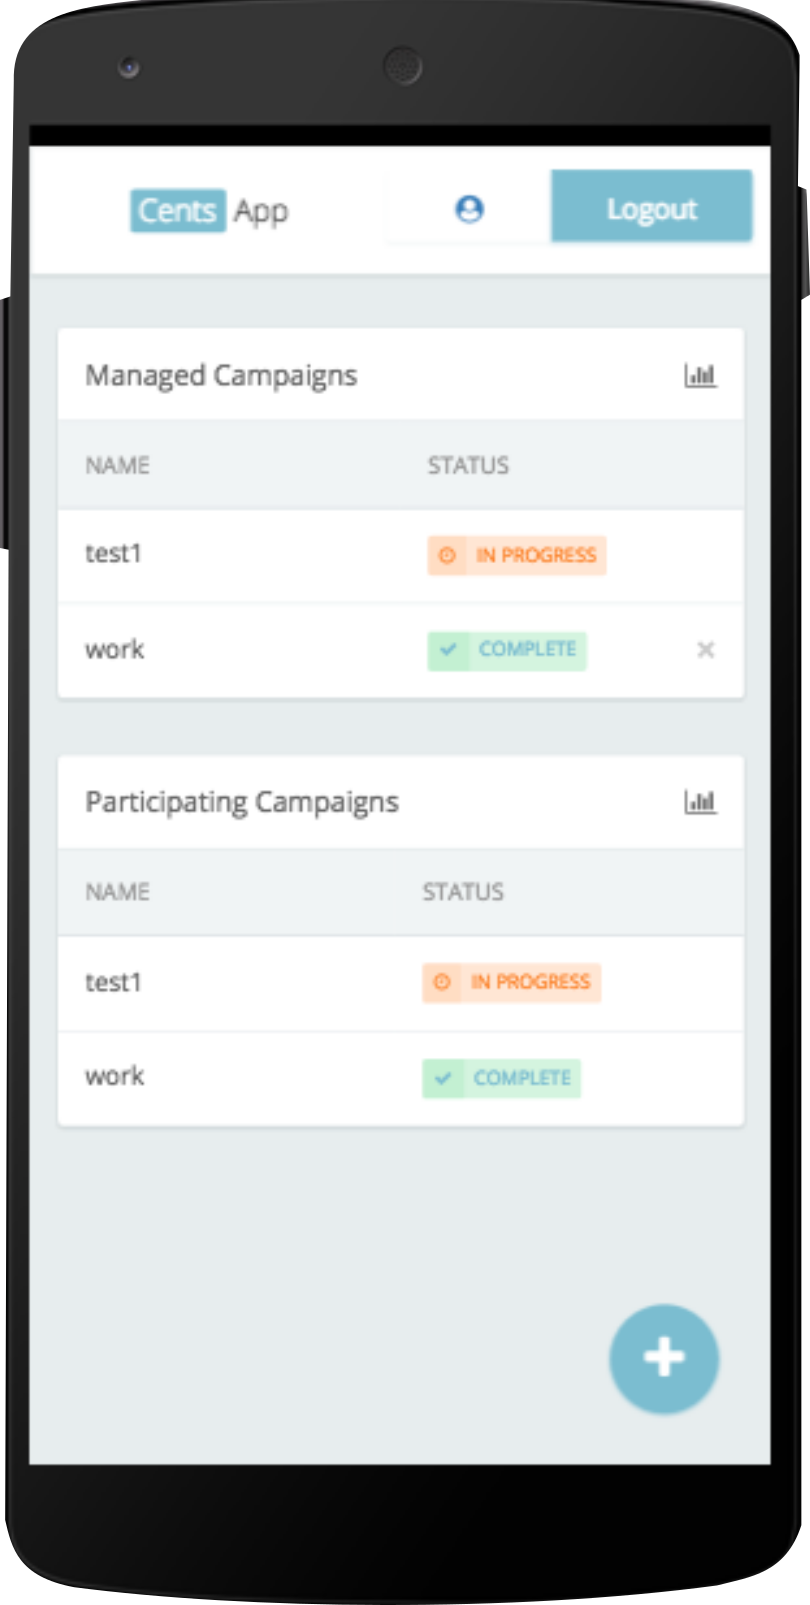 Cents App
Logout
Managed Campaigns
NAME STATUS
test1 IN PROGRESS
work COMPLETE
Participating Campaigns
NAME STATUS
test1 IN PROGRESS
work COMPLETE